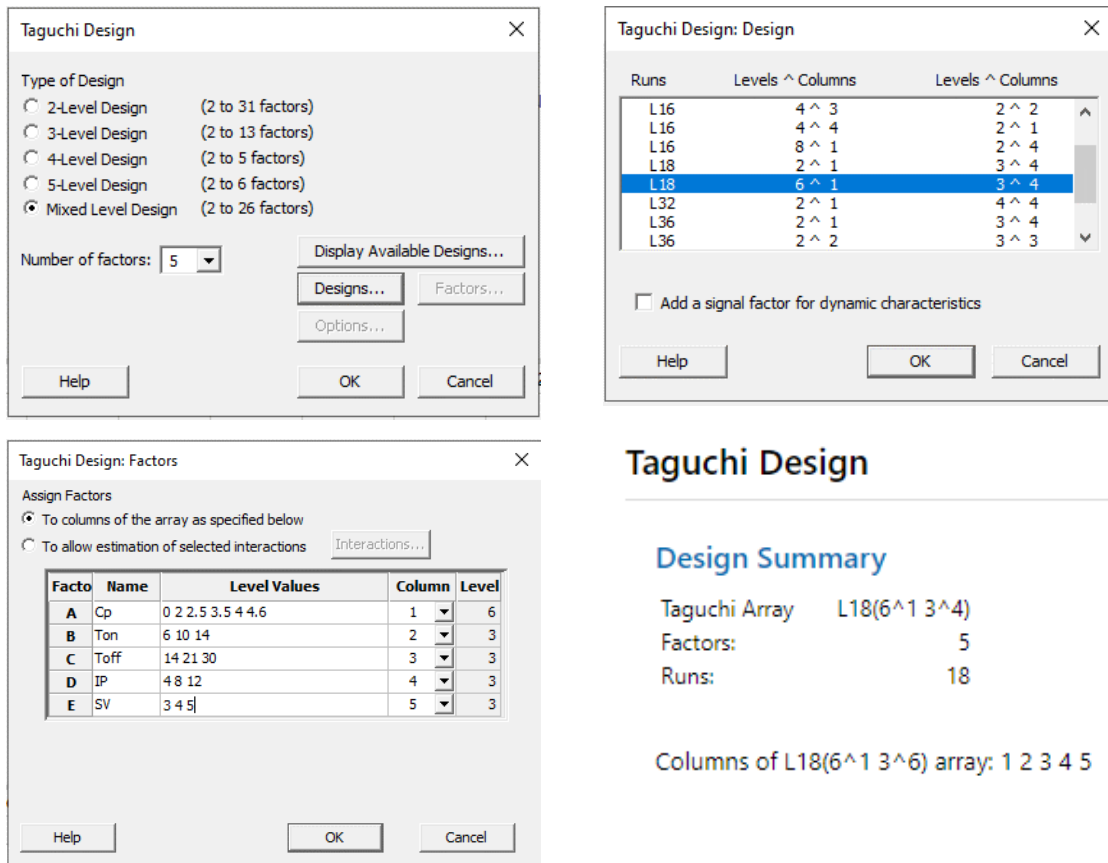 Taguchi Design
Type of Design
2-Level Design (2 to 31 factors)
3-Level Design (2 to 13 factors)
4-Level Design (2 to 5 factors)
5-Level Design (2 to 6 factors)
Mixed Level Design (2 to 26 factors)
Number of factors: 5
Display Available Designs...
Designs... Factors...
Options...
Help OK Cancel
Taguchi Design: Design
Runs Levels ^ Columns Levels ^ Columns
L16 4 ^ 3 2 ^ 2
L16 4 ^ 4 2 ^ 1
L16 8 ^ 1 2 ^ 4
L18 2 ^ 1 3 ^ 4
L18 6 ^ 1 3 ^ 4
L32 2 ^ 1 4 ^ 4
L36 2 ^ 1 3 ^ 4
L36 2 ^ 2 3 ^ 3
Add a signal factor for dynamic characteristics
Help OK Cancel
Taguchi Design: Factors
Assign Factors
To columns of the array as specified below
To allow estimation of selected interactions Interactions...
Facto Name Level Values Column Level
A Cp 0 2 2.5 3.5 4 4.6 1 6
B Ton 6 10 14 2 3
C Toff 14 21 30 3 3
D IP 4 8 12 4 3
E SV 3 4 5 5 3
Help OK Cancel
Taguchi Design
Design Summary
Taguchi Array L18(6^1 3^4)
Factors: 5
Runs: 18
Columns of L18(6^1 3^6) array: 1 2 3 4 5